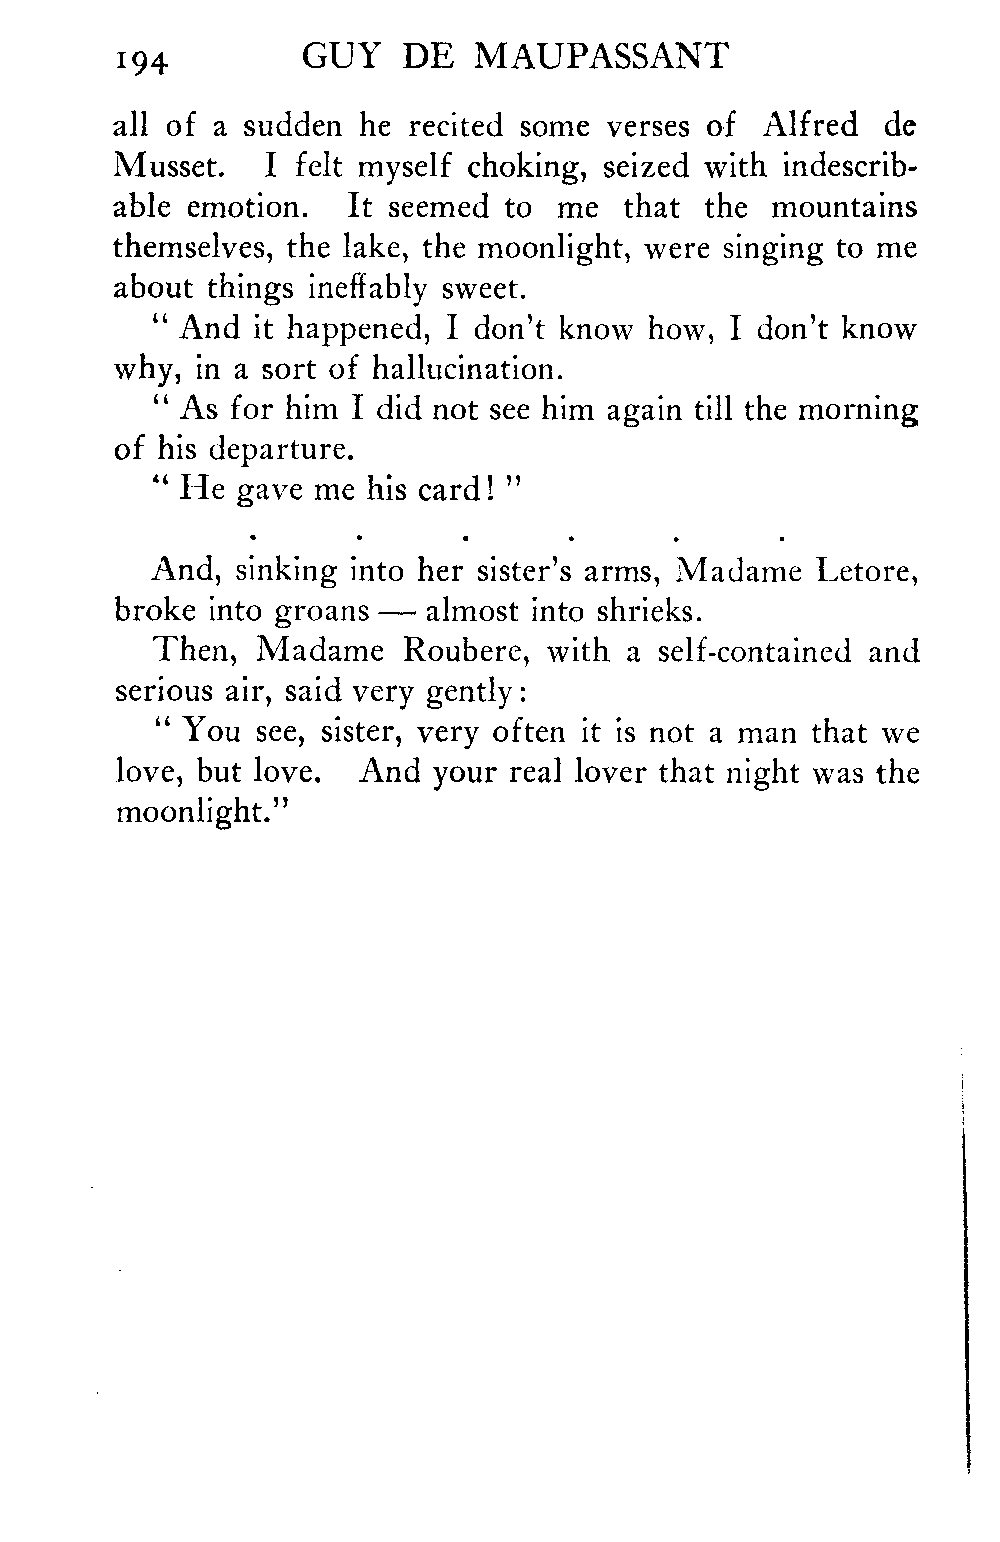 194 GUY DE MAUPASSANT
all of a sudden he recited some verses of Alfred de
Musset. I felt myself choking, seized with indescrib-
able emotion. It seemed to me that the mountains
themselves, the lake, the moonlight, were singing to me
about things ineffably sweet.
“ And it happened, I don't know how, I don't know
why, in a sort of hallucination.
“ As for him I did not see him again till the morning
of his departure.
“ He gave me his card! ”
. . . . . .
And, sinking into her sister's arms, Madame Letore,
broke into groans — almost into shrieks.
Then, Madame Roubere, with a self-contained and
serious air, said very gently:
“ You see, sister, very often it is not a man that we
love, but love. And your real lover that night was the
moonlight.”